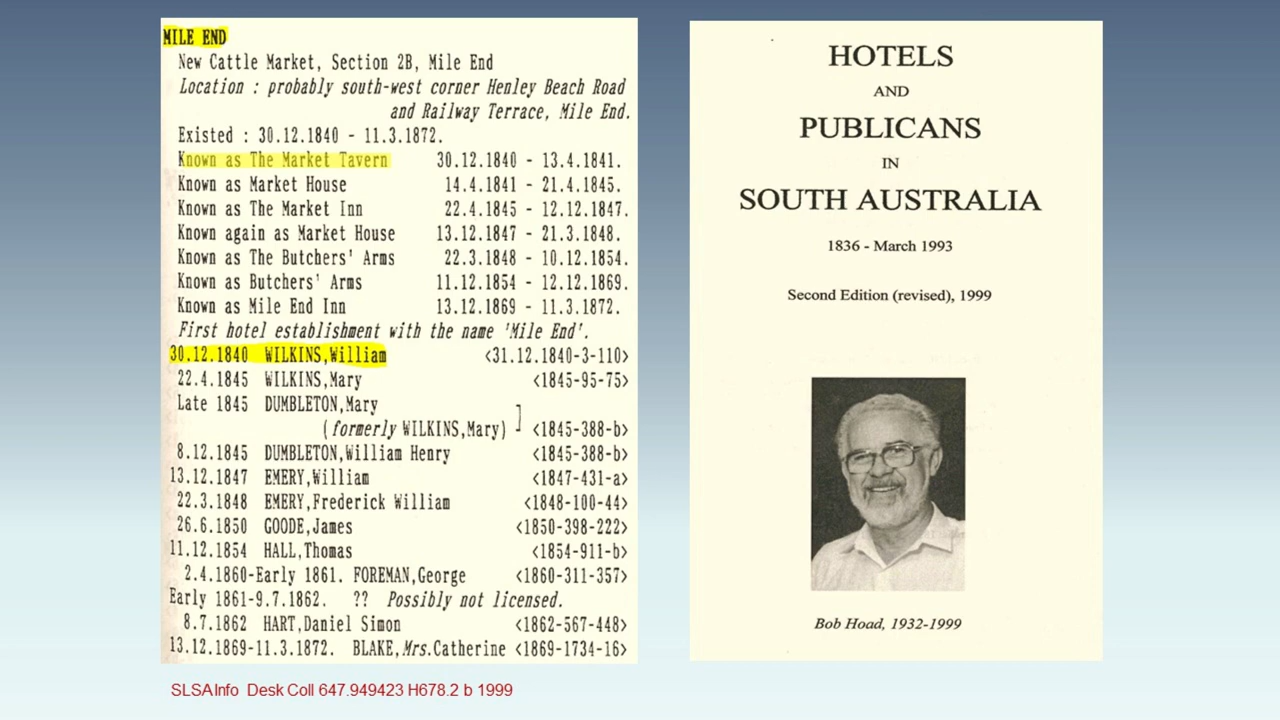 MILE END
New Cattle Market, Section 2B, Mile End
Location : probably south-west corner Henley Beach Road
and Railway Terrace, Mile End.
Existed : 30.12.1840 - 11.3.1872.
Known as The Market Tavern 30.12.1840 - 13.4.1841.
Known as Market House 14.4.1841 - 21.4.1845.
Known as The Market Inn 22.4.1845 - 12.12.1847.
Known again as Market House 13.12.1847 - 21.3.1848.
Known as The Butchers' Arms 22.3.1848 - 10.12.1854.
Known as Butchers' Arms 11.12.1854 - 12.12.1869.
Known as Mile End Inn 13.12.1869 - 11.3.1872.
First hotel establishment with the name 'Mile End'.
30.12.1840 WILKINS,William <31.12.1840-3-110>
22.4.1845 WILKINS,Mary <1845-95-75>
Late 1845 DUMBLETON,Mary
(formerly WILKINS,Mary) ] <1845-388-b>
8.12.1845 DUMBLETON,William Henry <1845-388-b>
13.12.1847 EMERY,William <1847-431-a>
22.3.1848 EMERY,Frederick William <1848-100-44>
26.6.1850 GOODE,James <1850-398-222>
11.12.1854 HALL,Thomas <1854-911-b>
2.4.1860-Early 1861. FOREMAN,George <1860-311-357>
Early 1861-9.7.1862. ?? Possibly not licensed.
8.7.1862 HART,Daniel Simon <1862-567-448>
13.12.1869-11.3.1872. BLAKE,Mrs.Catherine <1869-1734-16>
SLSAInfo Desk Coll 647.949423 H678.2 b 1999
HOTELS
AND
PUBLICANS
IN
SOUTH AUSTRALIA
1836 - March 1993
Second Edition (revised), 1999
Bob Hoad, 1932-1999